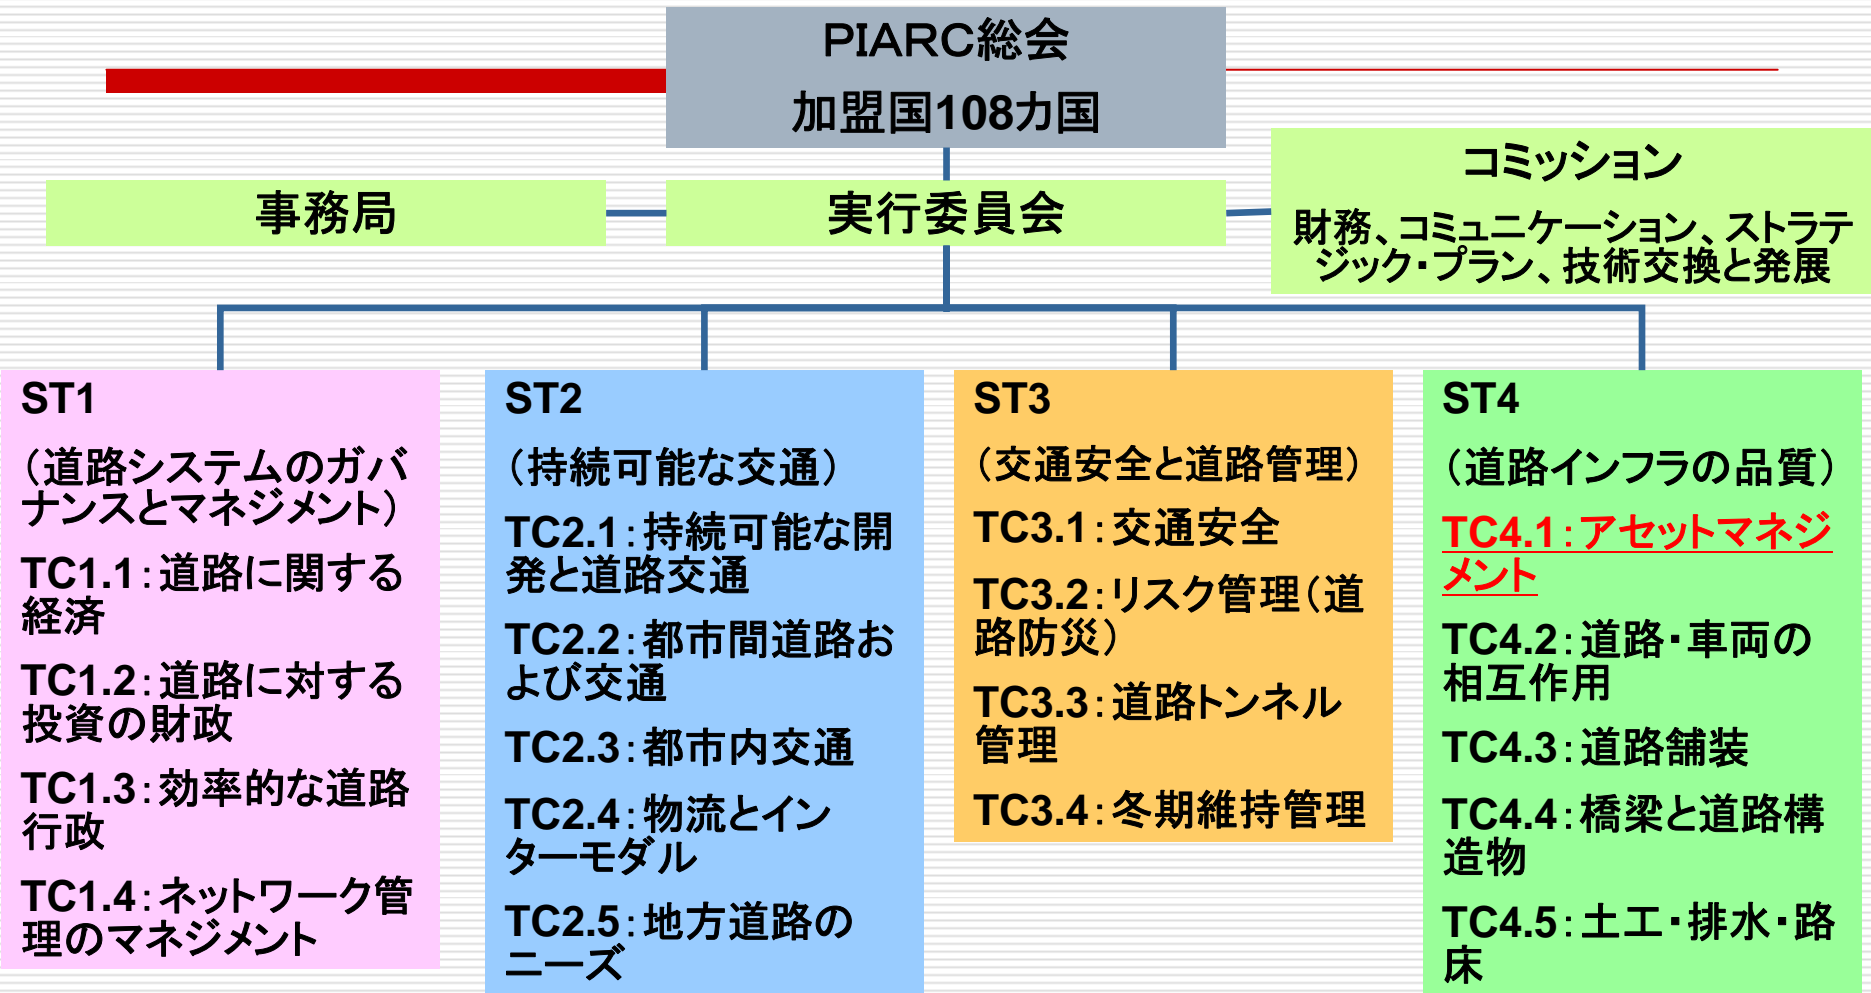 PIARC総会
加盟国108カ国
コミッション
財務、コミュニケーション、ストラテ
ジック・プラン、技術交換と発展
事務局
実行委員会
ST1
（道路システムのガバ
ナンスとマネジメント）
TC1.1：道路に関する
経済
TC1.2：道路に対する
投資の財政
TC1.3：効率的な道路
行政
TC1.4：ネットワーク管
理のマネジメント
ST2
（持続可能な交通）
TC2.1：持続可能な開
発と道路交通
TC2.2：都市間道路お
よび交通
TC2.3：都市内交通
TC2.4：物流とイン
ターモダル
TC2.5：地方道路の
ニーズ
ST3
（交通安全と道路管理）
TC3.1：交通安全
TC3.2：リスク管理（道
路防災）
TC3.3：道路トンネル
管理
TC3.4：冬期維持管理
ST4
（道路インフラの品質）
TC4.1：アセットマネジ
メント
TC4.2：道路・車両の
相互作用
TC4.3：道路舗装
TC4.4：橋梁と道路構
造物
TC4.5：土工・排水・路
床